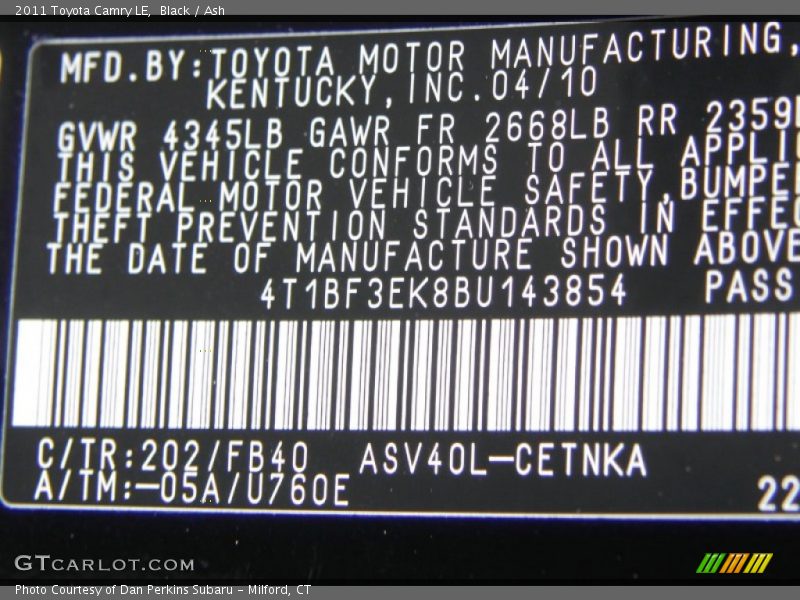 2011 Toyota Camry LE, Black / Ash
MFD.BY:TOYOTA MOTOR MANUFACTURING,
KENTUCKY,INC.04/10
GVWR 4345LB GAWR FR 2668LB RR 2359
THIS VEHICLE CONFORMS TO ALL APPLI
FEDERAL MOTOR VEHICLE SAFETY,BUMPE
THEFT PREVENTION STANDARDS IN EFFEC
THE DATE OF MANUFACTURE SHOWN ABOVE
4T1BF3EK8BU143854 PASS
C/TR:202/FB40 ASV40L-CETNKA
A/TM:-05A/U760E
22
GTCARLOT.COM
Photo Courtesy of Dan Perkins Subaru - Milford, CT